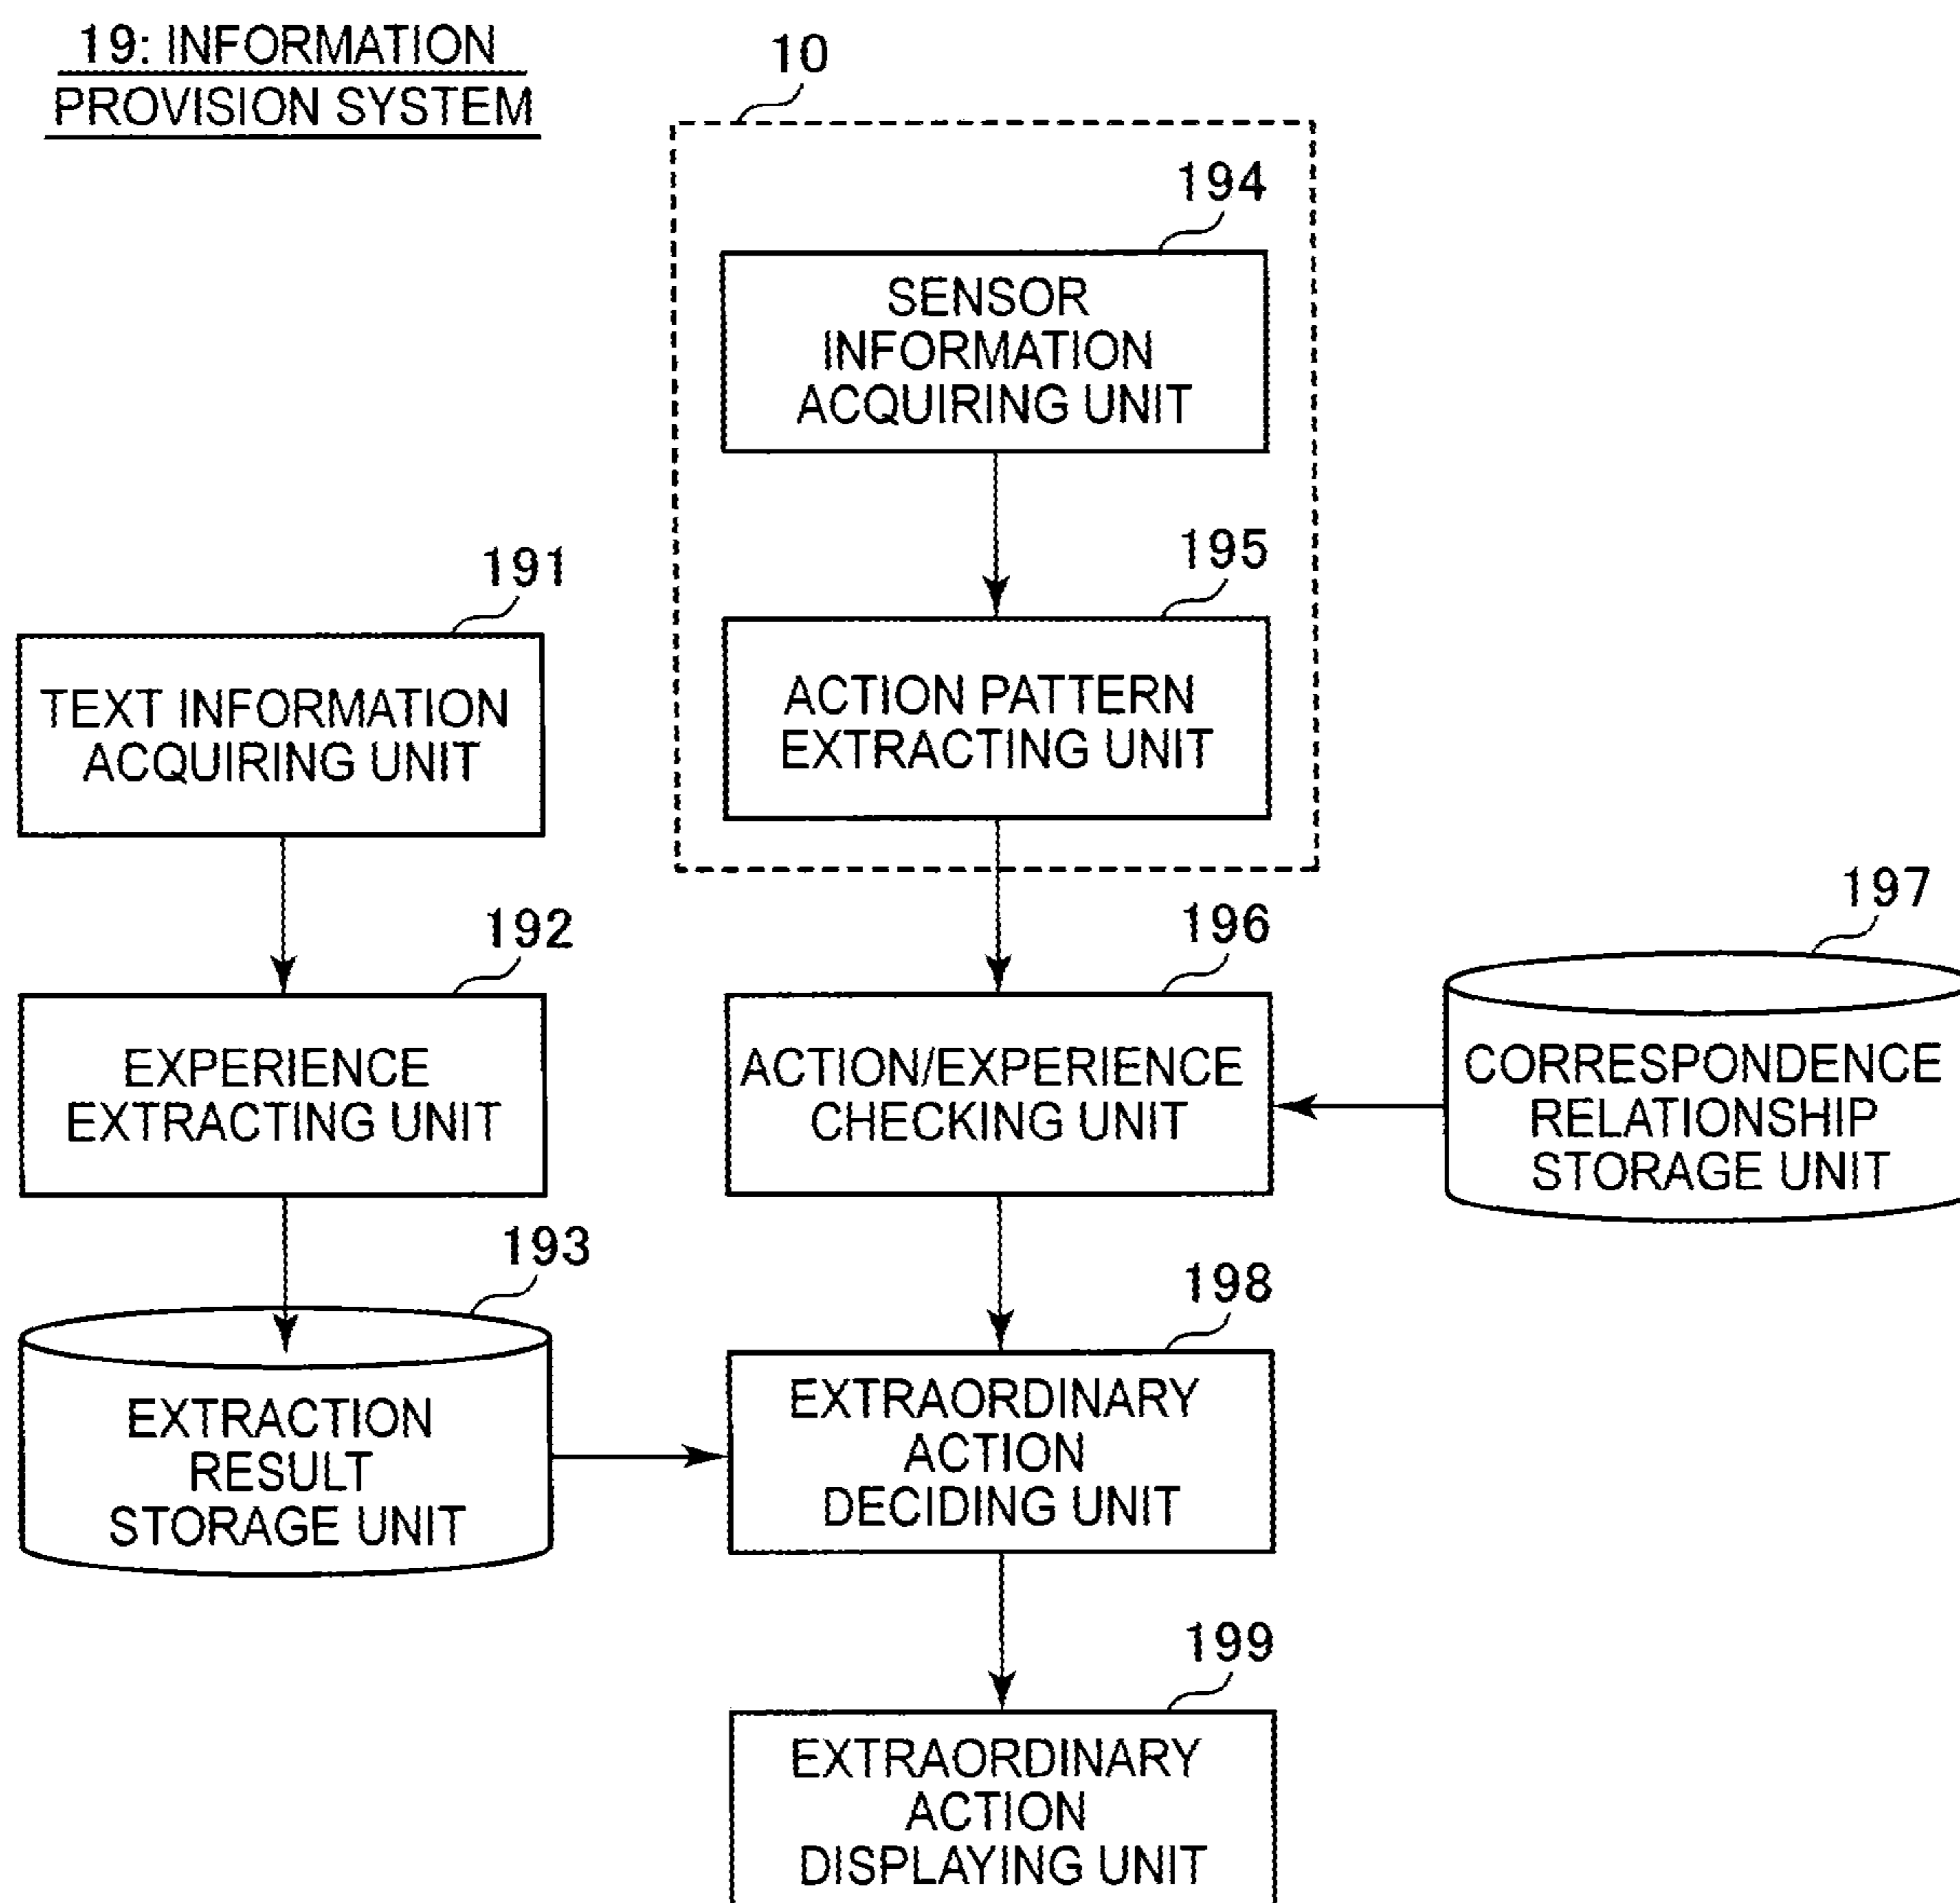 19: INFORMATION
PROVISION SYSTEM
10
194
SENSOR
INFORMATION
ACQUIRING UNIT
195
ACTION PATTERN
EXTRACTING UNIT
191
TEXT INFORMATION
ACQUIRING UNIT
192
EXPERIENCE
EXTRACTING UNIT
196
ACTION/EXPERIENCE
CHECKING UNIT
197
CORRESPONDENCE
RELATIONSHIP
STORAGE UNIT
193
EXTRACTION
RESULT
STORAGE UNIT
198
EXTRAORDINARY
ACTION
DECIDING UNIT
199
EXTRAORDINARY
ACTION
DISPLAYING UNIT